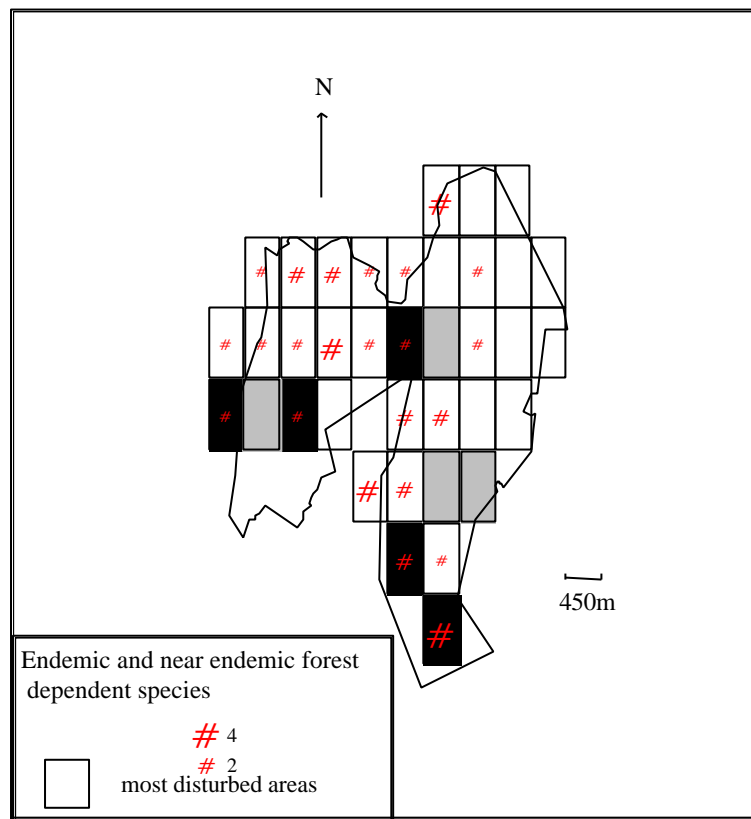 N
#
# # # # # #
# # # # # # #
# # # #
# #
# #
450m
#
Endemic and near endemic forest
dependent species
# 4
# 2
most disturbed areas